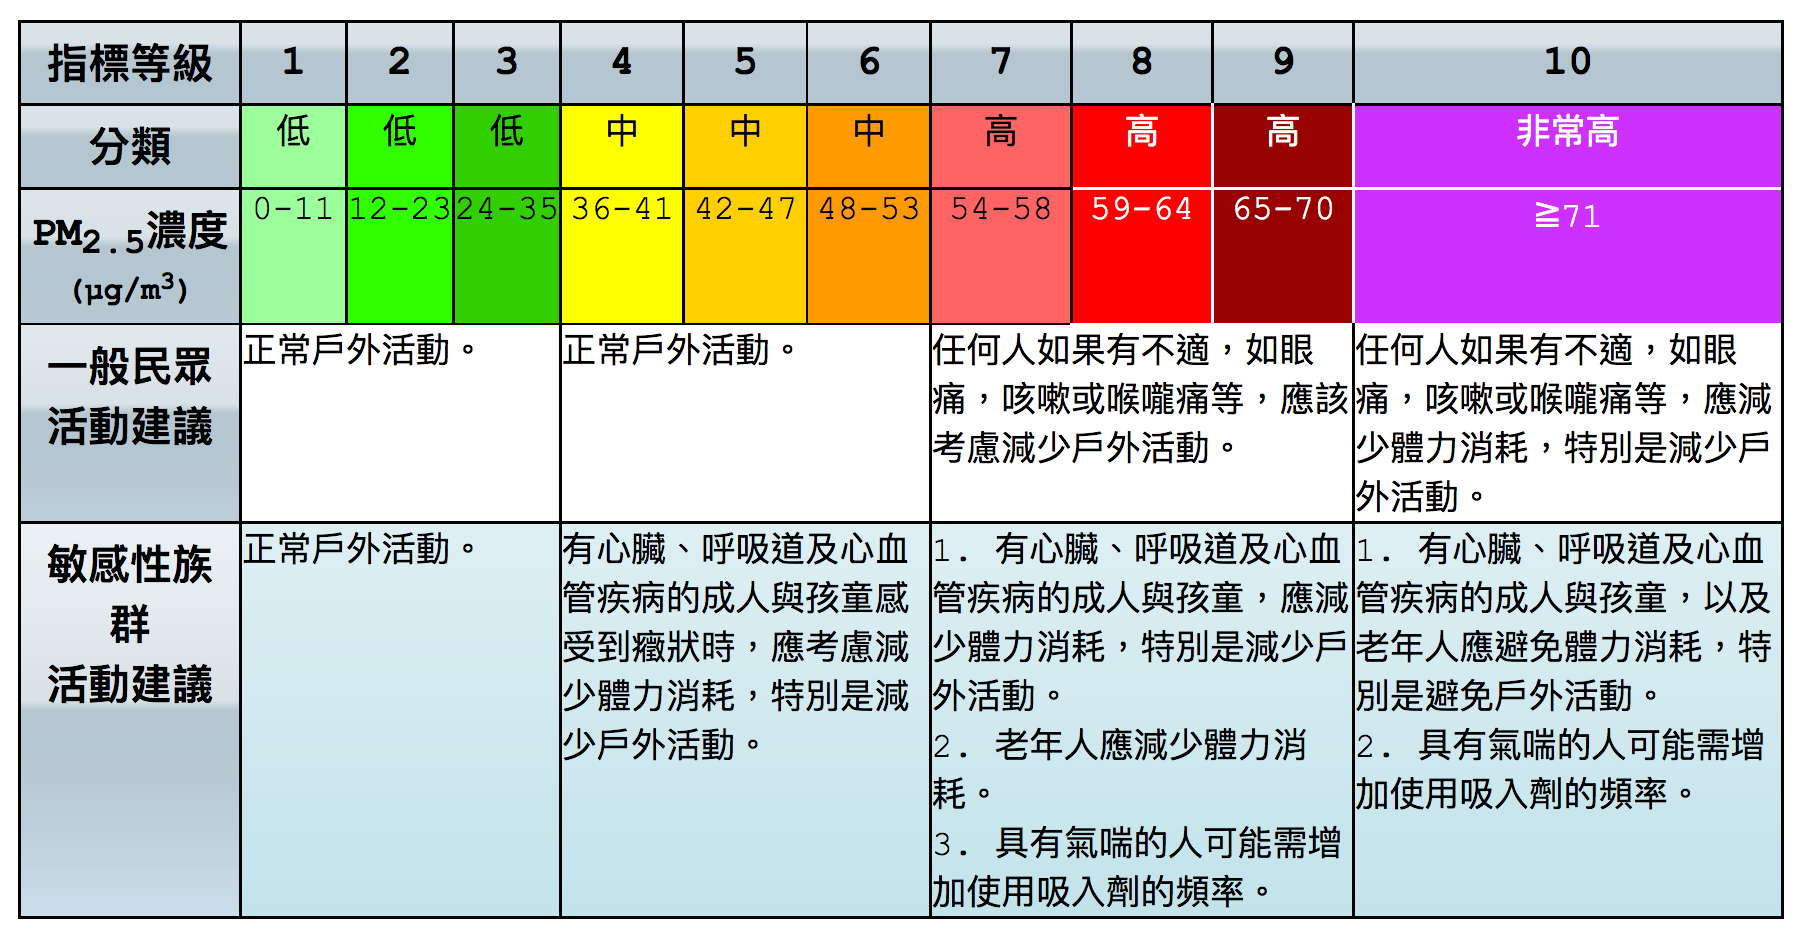 指標等級 1 2 3 4 5 6 7 8 9 10
分類 低 低 低 中 中 中 高 高 高 非常高
PM2.5濃度
(μg/m³)
0-11 12-23 24-35 36-41 42-47 48-53 54-58 59-64 65-70 ≧71
一般民眾
活動建議
正常戶外活動。
正常戶外活動。
任何人如果有不適，如眼
痛，咳嗽或喉嚨痛等，應該
考慮減少戶外活動。
任何人如果有不適，如眼
痛，咳嗽或喉嚨痛等，應減
少體力消耗，特別是減少戶
外活動。
敏感性族
群
活動建議
正常戶外活動。
有心臟、呼吸道及心血
管疾病的成人與孩童感
受到癥狀時，應考慮減
少體力消耗，特別是減
少戶外活動。
1. 有心臟、呼吸道及心血
管疾病的成人與孩童，應減
少體力消耗，特別是減少戶
外活動。
2. 老年人應減少體力消
耗。
3. 具有氣喘的人可能需增
加使用吸入劑的頻率。
1. 有心臟、呼吸道及心血
管疾病的成人與孩童，以及
老年人應避免體力消耗，特
別是避免戶外活動。
2. 具有氣喘的人可能需增
加使用吸入劑的頻率。